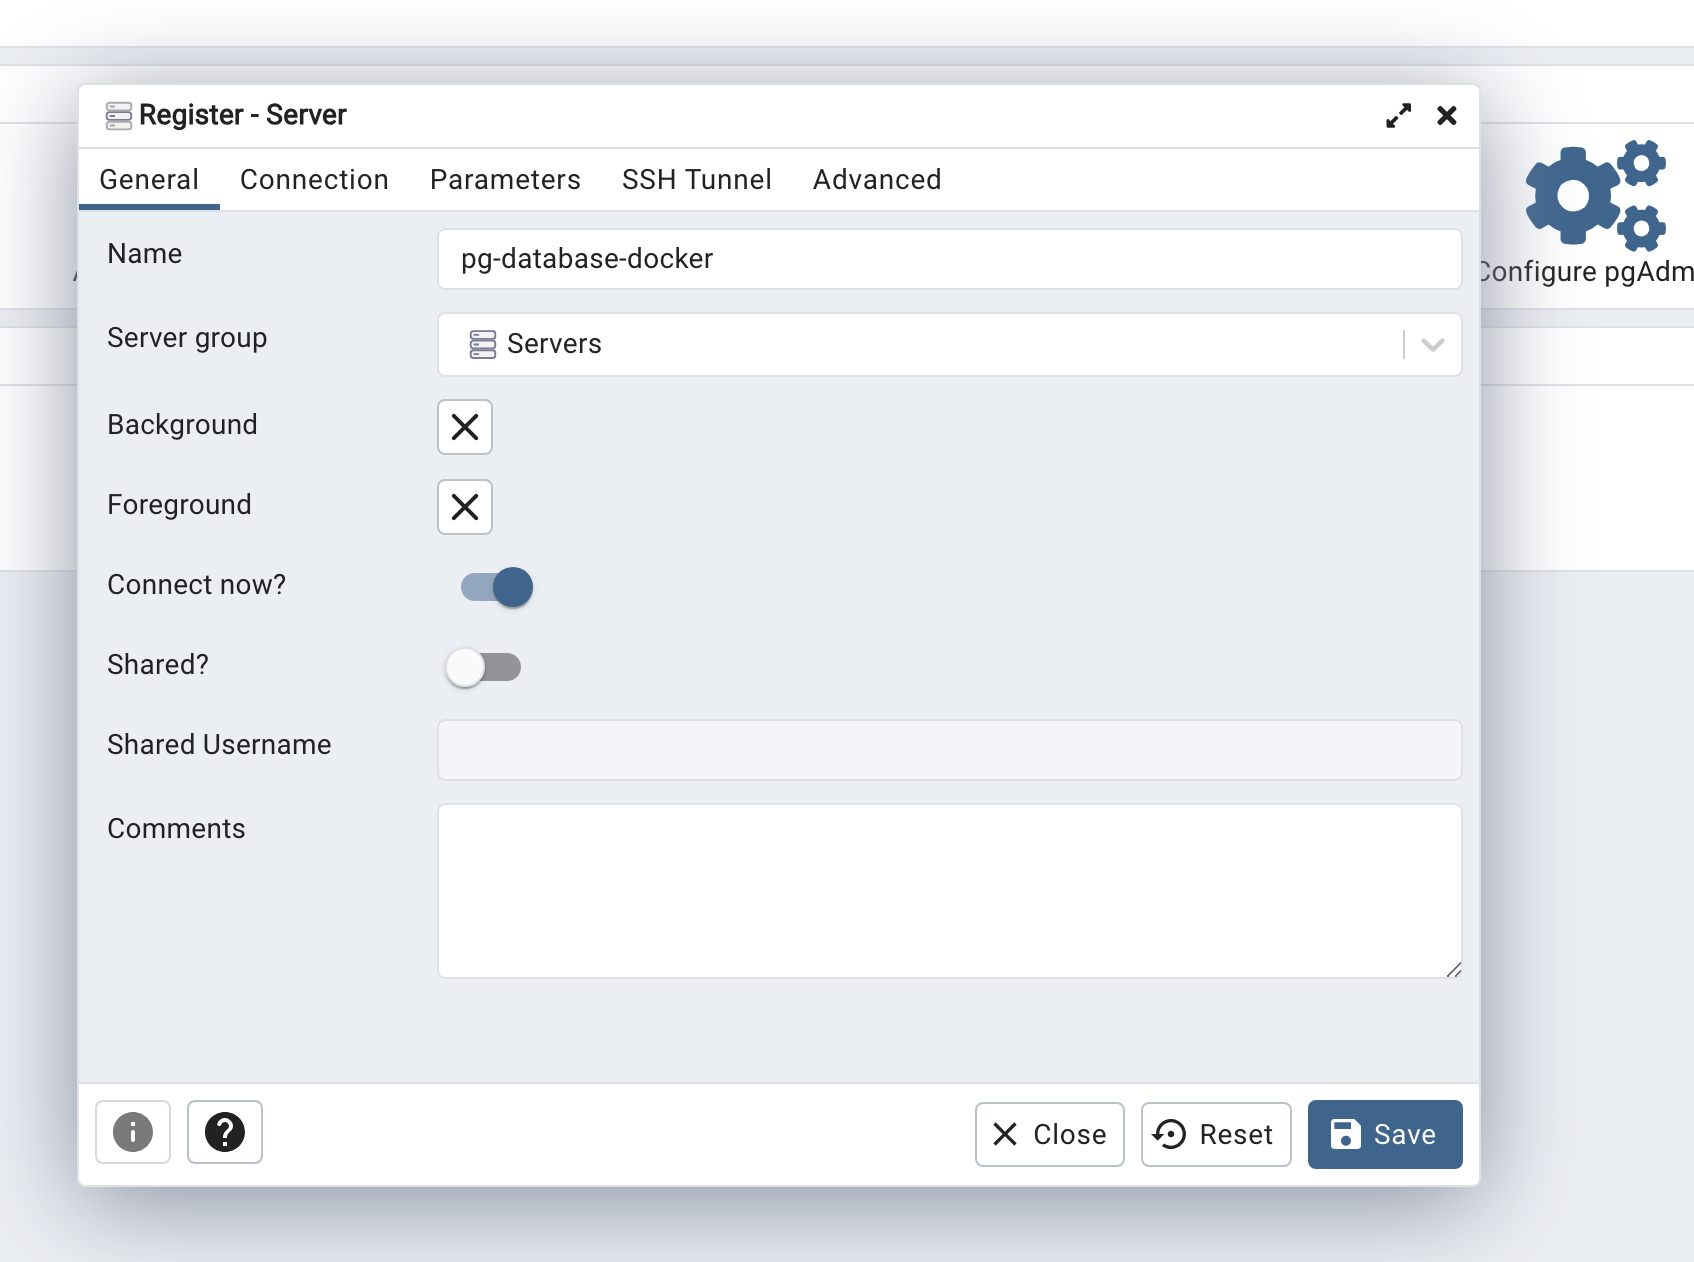 Register - Server
General Connection Parameters SSH Tunnel Advanced
Name pg-database-docker
Server group Servers
Background
Foreground
Connect now?
Shared?
Shared Username
Comments
Close Reset Save
Configure pgAdm